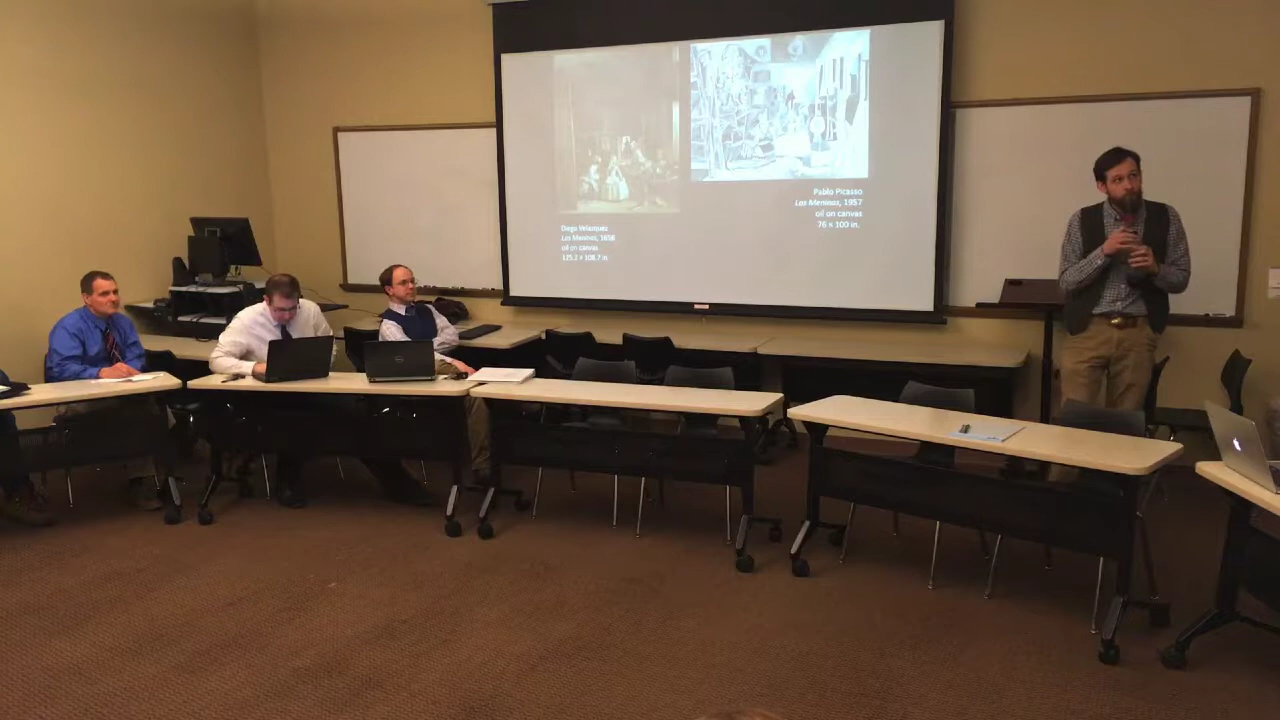 Diego Velazquez
Las Meninas, 1656
oil on canvas
125.2 × 108.7 in.
Pablo Picasso
Las Meninas, 1957
oil on canvas
76 × 100 in.